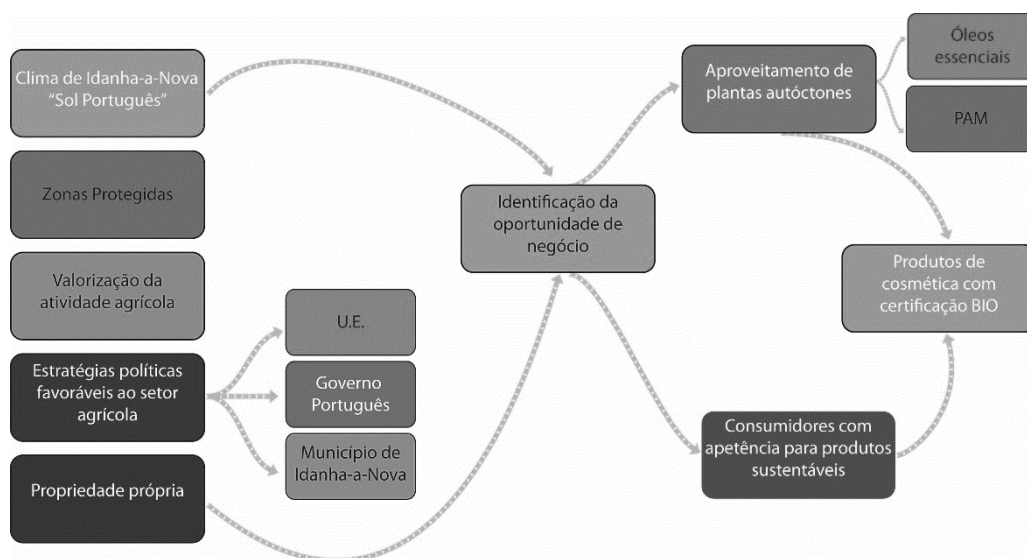 Clima de Idanha-a-Nova
“Sol Português”
Zonas Protegidas
Valorização da
atividade agrícola
Estratégias políticas
favoráveis ao setor
agrícola
Propriedade própria
U.E.
Governo
Português
Município de
Idanha-a-Nova
Identificação da
oportunidade de
negócio
Aproveitamento de
plantas autóctones
Óleos
essenciais
PAM
Produtos de
cosmética com
certificação BIO
Consumidores com
apetência para produtos
sustentáveis